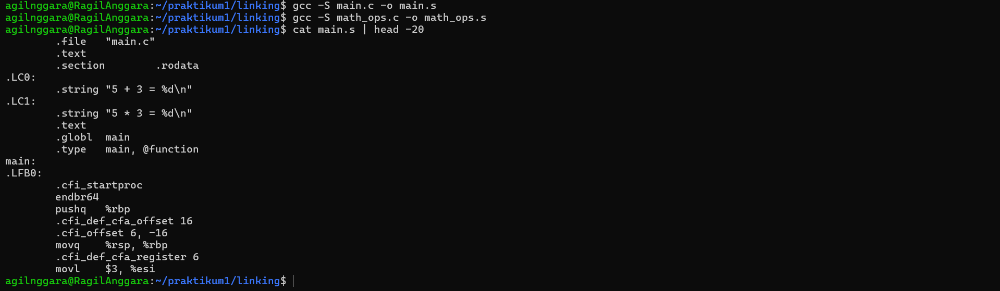 agilnggara@RagilAnggara:~/praktikum1/linking$ gcc -S main.c -o main.s
agilnggara@RagilAnggara:~/praktikum1/linking$ gcc -S math_ops.c -o math_ops.s
agilnggara@RagilAnggara:~/praktikum1/linking$ cat main.s | head -20
        .file   "main.c"
        .text
        .section        .rodata
.LC0:
        .string "5 + 3 = %d\n"
.LC1:
        .string "5 * 3 = %d\n"
        .text
        .globl  main
        .type   main, @function
main:
.LFB0:
        .cfi_startproc
        endbr64
        pushq   %rbp
        .cfi_def_cfa_offset 16
        .cfi_offset 6, -16
        movq    %rsp, %rbp
        .cfi_def_cfa_register 6
        movl    $3, %esi
agilnggara@RagilAnggara:~/praktikum1/linking$